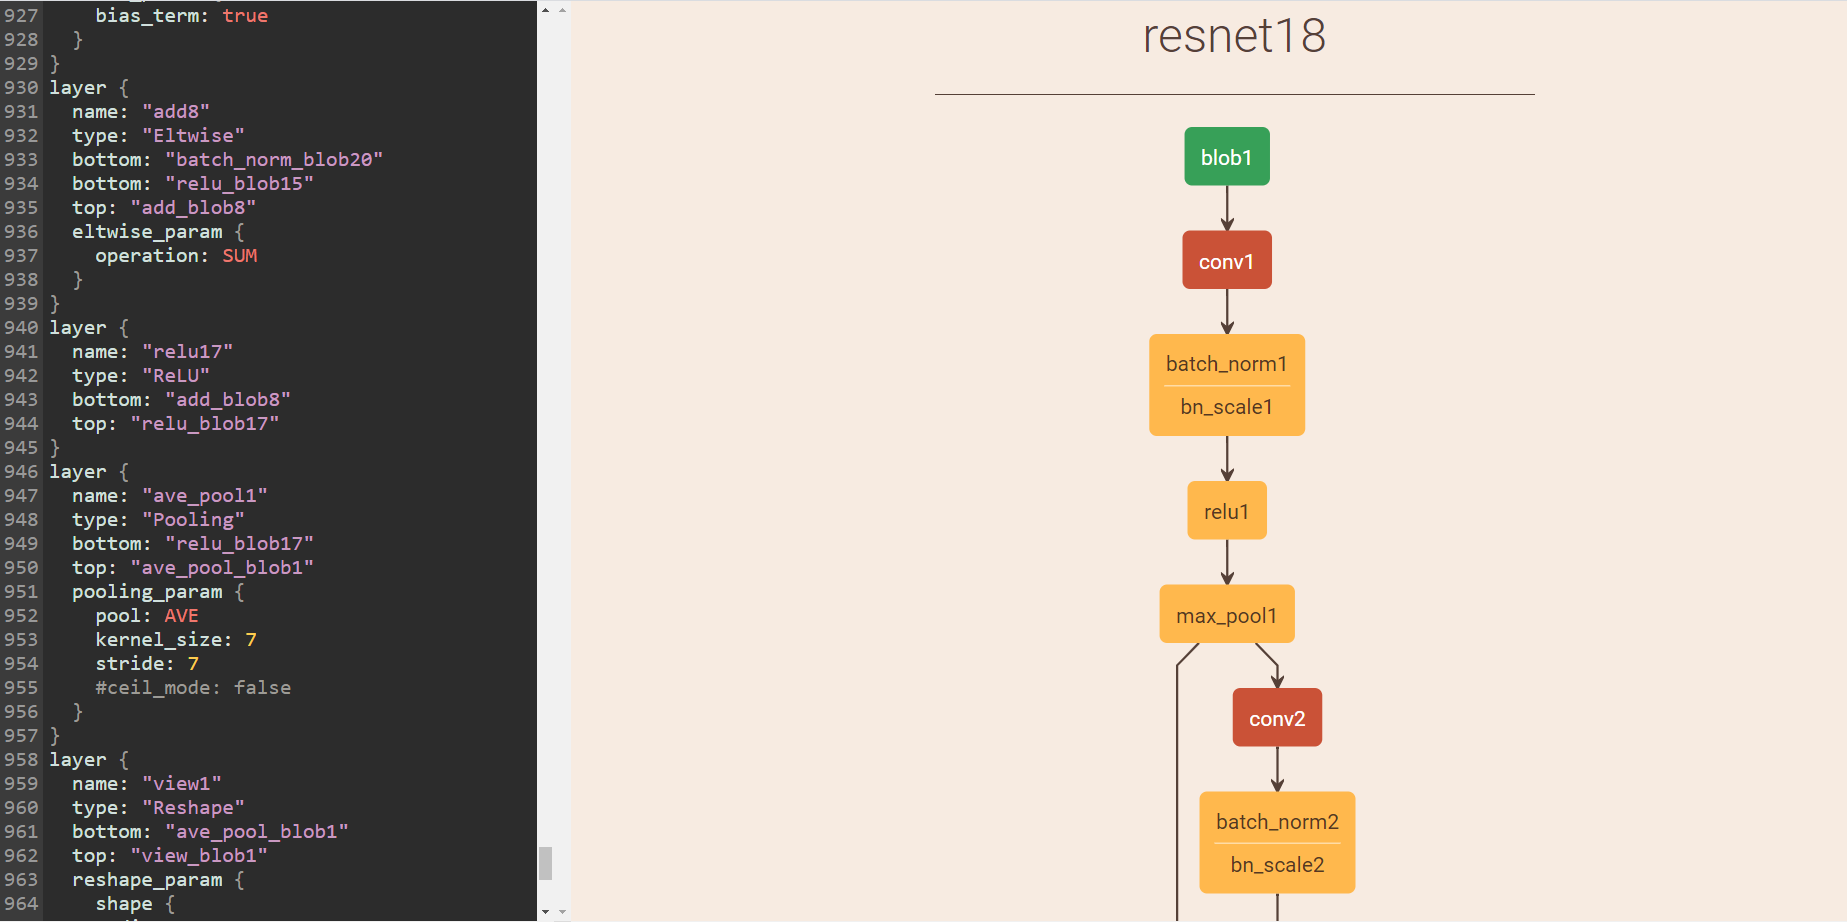 927 bias_term: true
928 }
929 }
930 layer {
931 name: "add8"
932 type: "Eltwise"
933 bottom: "batch_norm_blob20"
934 bottom: "relu_blob15"
935 top: "add_blob8"
936 eltwise_param {
937 operation: SUM
938 }
939 }
940 layer {
941 name: "relu17"
942 type: "ReLU"
943 bottom: "add_blob8"
944 top: "relu_blob17"
945 }
946 layer {
947 name: "ave_pool1"
948 type: "Pooling"
949 bottom: "relu_blob17"
950 top: "ave_pool_blob1"
951 pooling_param {
952 pool: AVE
953 kernel_size: 7
954 stride: 7
955 #ceil_mode: false
956 }
957 }
958 layer {
959 name: "view1"
960 type: "Reshape"
961 bottom: "ave_pool_blob1"
962 top: "view_blob1"
963 reshape_param {
964 shape {
resnet18
blob1
conv1
batch_norm1
bn_scale1
relu1
max_pool1
conv2
batch_norm2
bn_scale2